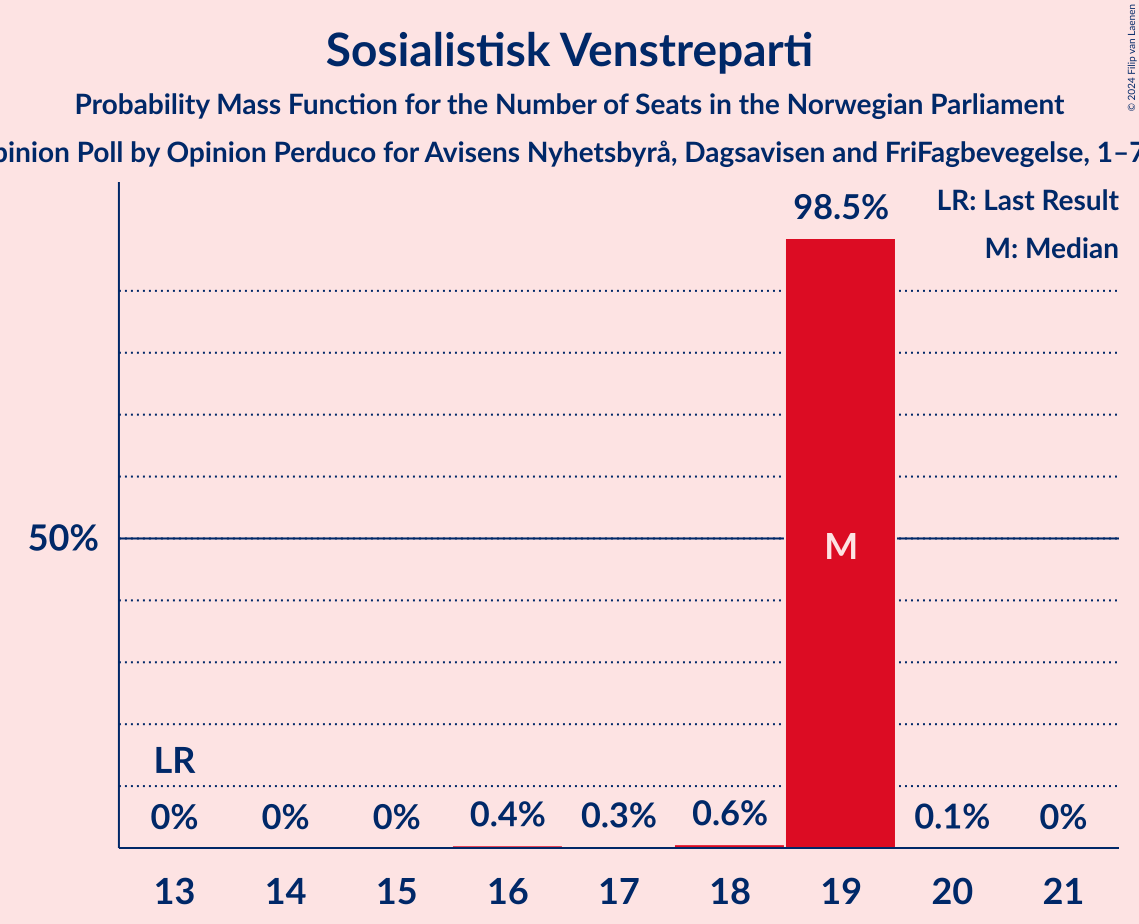 Sosialistisk Venstreparti
Probability Mass Function for the Number of Seats in the Norwegian Parliament
Poll by Opinion Perduco for Avisens Nyhetsbyrå, Dagsavisen and FriFagbevegelse, 1–7
© 2024 Filip van Laenen
LR: Last Result
M: Median
98.5%
50%
M
LR
0% 0% 0% 0.4% 0.3% 0.6% 0.1% 0%
13 14 15 16 17 18 19 20 21